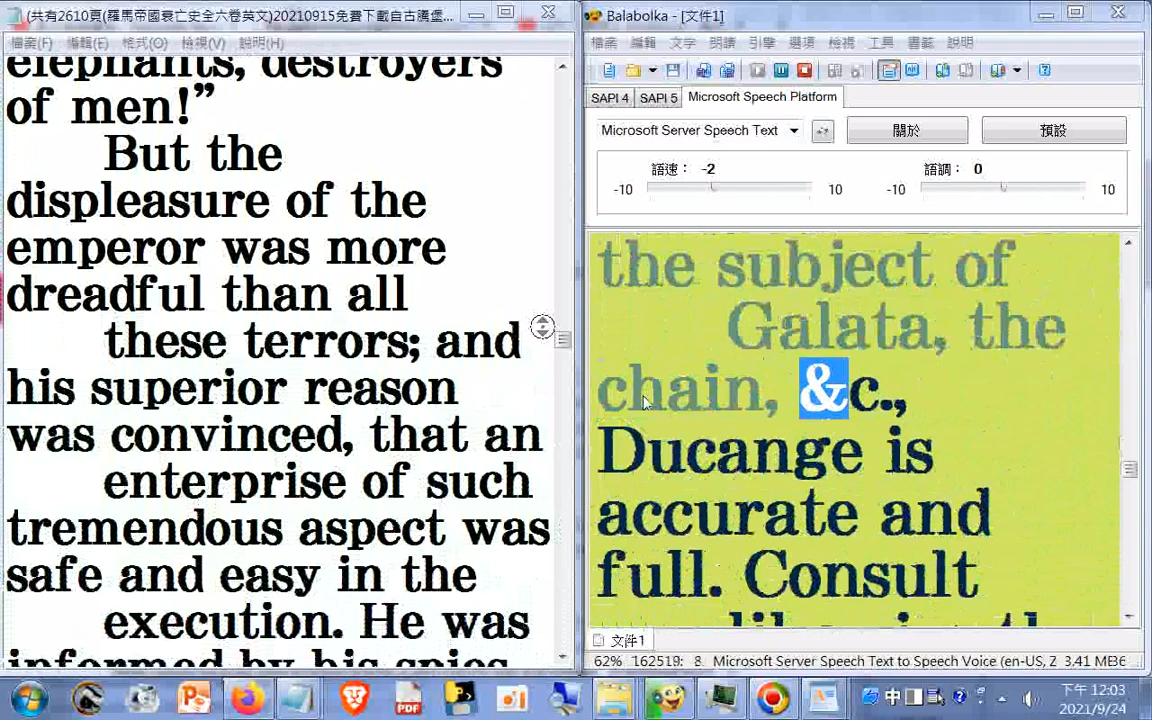 (共有2610頁(羅馬帝國衰亡史全六卷英文)20210915免費下載自古騰堡...
檔案(F) 編輯(E) 格式(O) 檢視(V) 說明(H)
elephants, destroyers
of men!”
But the
displeasure of the
emperor was more
dreadful than all
these terrors; and
his superior reason
was convinced, that an
enterprise of such
tremendous aspect was
safe and easy in the
execution. He was
informed by his spies
Balabolka - [文件1]
檔案 編輯 文字 朗讀 引擎 選項 檢視 工具 書籤 說明
SAPI 4 SAPI 5 Microsoft Speech Platform
Microsoft Server Speech Text 關於 預設
語速： -2 語調： 0
-10 10 -10 10
the subject of
Galata, the
chain, &c.,
Ducange is
accurate and
full. Consult
文件1
62% 162519: 8. Microsoft Server Speech Text to Speech Voice (en-US, Z 3.41 MB
PDF 中 下午 12:03
2021/9/24